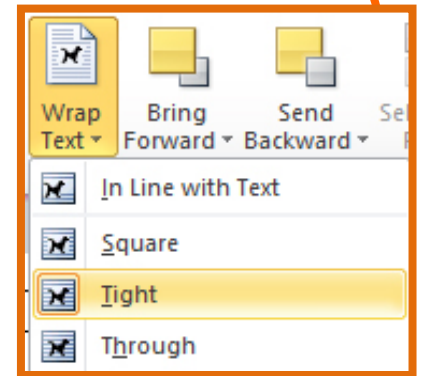 Wrap Bring Send
Text Forward Backward
In Line with Text
Square
Tight
Through